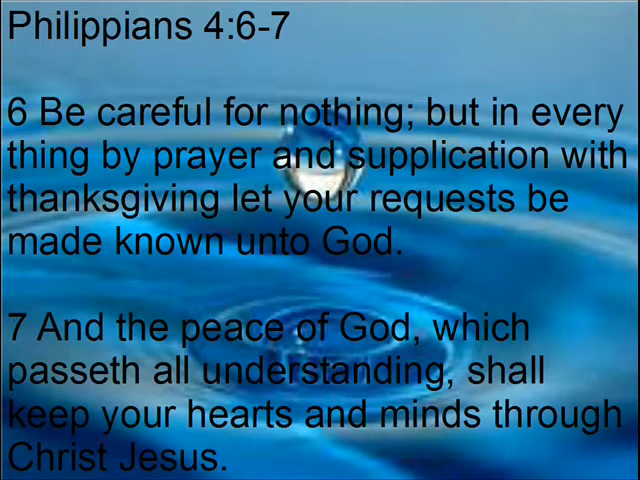 Philippians 4:6-7
6 Be careful for nothing; but in every
thing by prayer and supplication with
thanksgiving let your requests be
made known unto God.
7 And the peace of God, which
passeth all understanding, shall
keep your hearts and minds through
Christ Jesus.